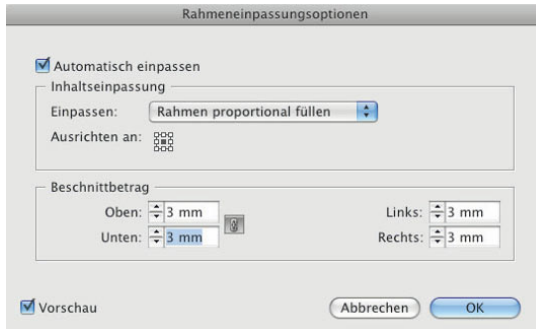 Rahmeneinpassungsoptionen
Automatisch einpassen
Inhaltseinpassung
Einpassen: Rahmen proportional füllen
Ausrichten an:
Beschnittbetrag
Oben: 3 mm Links: 3 mm
Unten: 3 mm Rechts: 3 mm
Vorschau Abbrechen OK